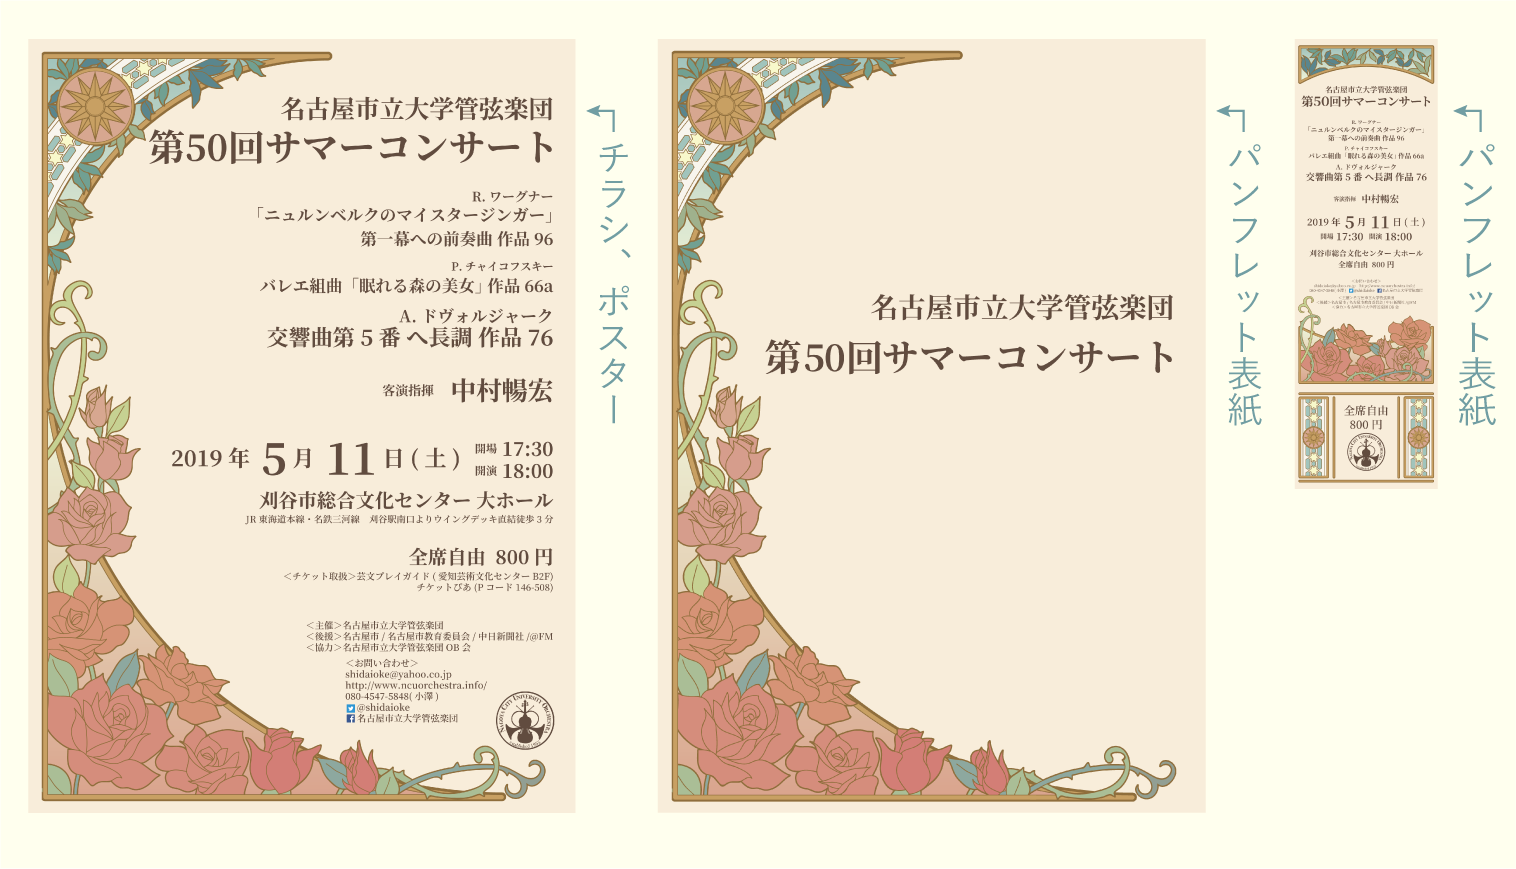 名古屋市立大学管弦楽団
第50回サマーコンサート
R. ワーグナー
「ニュルンベルクのマイスタージンガー」
第一幕への前奏曲 作品 96
P. チャイコフスキー
バレエ組曲「眠れる森の美女」作品 66a
A. ドヴォルジャーク
交響曲第 5 番 ヘ長調 作品 76
客演指揮 中村暢宏
2019 年 5 月 11 日 ( 土 )
開場 17:30
開演 18:00
刈谷市総合文化センター 大ホール
JR 東海道本線・名鉄三河線 刈谷駅南口よりウイングデッキ直結徒歩 3 分
全席自由 800 円
＜チケット取扱＞芸文プレイガイド ( 愛知芸術文化センター B2F)
チケットぴあ (P コード 146-508)
＜主催＞名古屋市立大学管弦楽団
＜後援＞名古屋市 / 名古屋市教育委員会 / 中日新聞社 /@FM
＜協力＞名古屋市立大学管弦楽団 OB 会
＜お問い合わせ＞
shidaioke@yahoo.co.jp
http://www.ncuorchestra.info/
080-4547-5848( 小澤 )
@shidaioke
名古屋市立大学管弦楽団
NAGOYA CITY UNIVERSITY ORCHESTRA
チラシ、ポスター
名古屋市立大学管弦楽団
第50回サマーコンサート
パンフレット表紙
名古屋市立大学管弦楽団
第50回サマーコンサート
R. ワーグナー
「ニュルンベルクのマイスタージンガー」
第一幕への前奏曲 作品 96
P. チャイコフスキー
バレエ組曲「眠れる森の美女」作品 66a
A. ドヴォルジャーク
交響曲第 5 番 ヘ長調 作品 76
客演指揮 中村暢宏
2019 年 5 月 11 日 ( 土 )
開場 17:30 開演 18:00
刈谷市総合文化センター 大ホール
全席自由 800 円
全席自由
800 円
パンフレット表紙